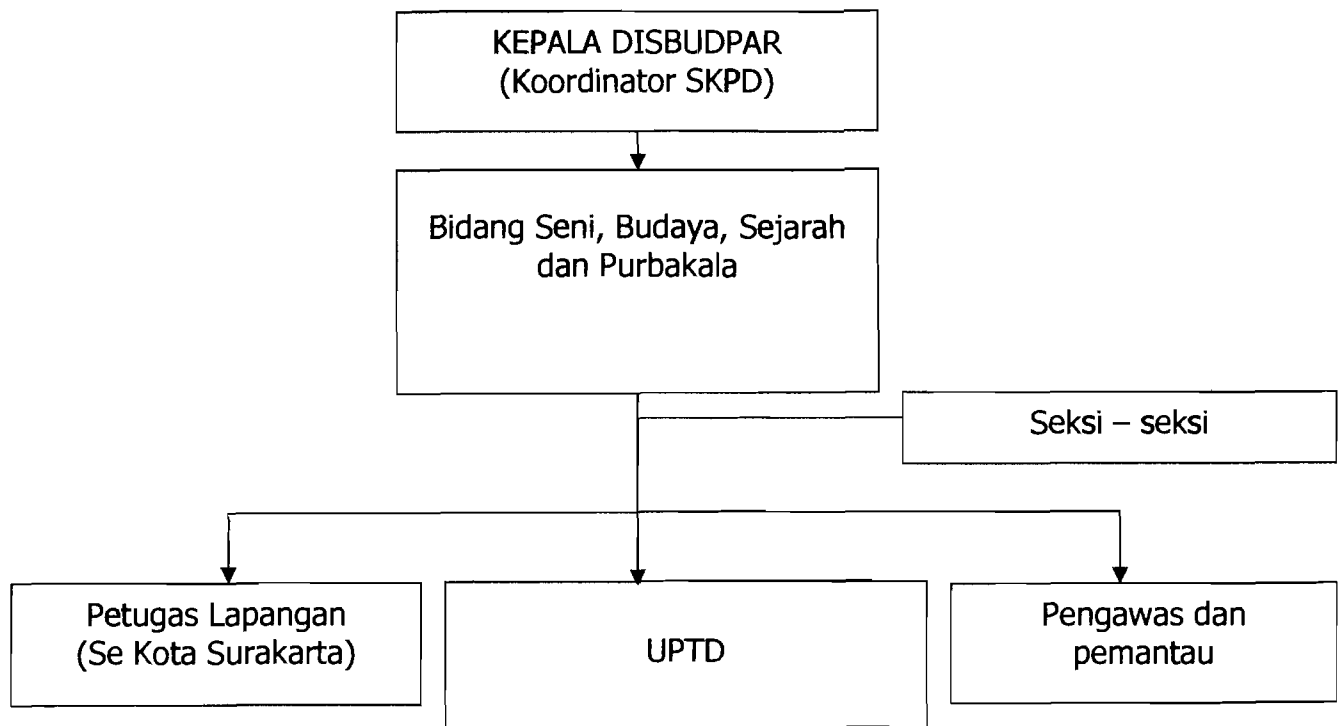 KEPALA DISBUDPAR
(Koordinator SKPD)
Bidang Seni, Budaya, Sejarah
dan Purbakala
Seksi – seksi
Petugas Lapangan
(Se Kota Surakarta)
UPTD
Pengawas dan
pemantau